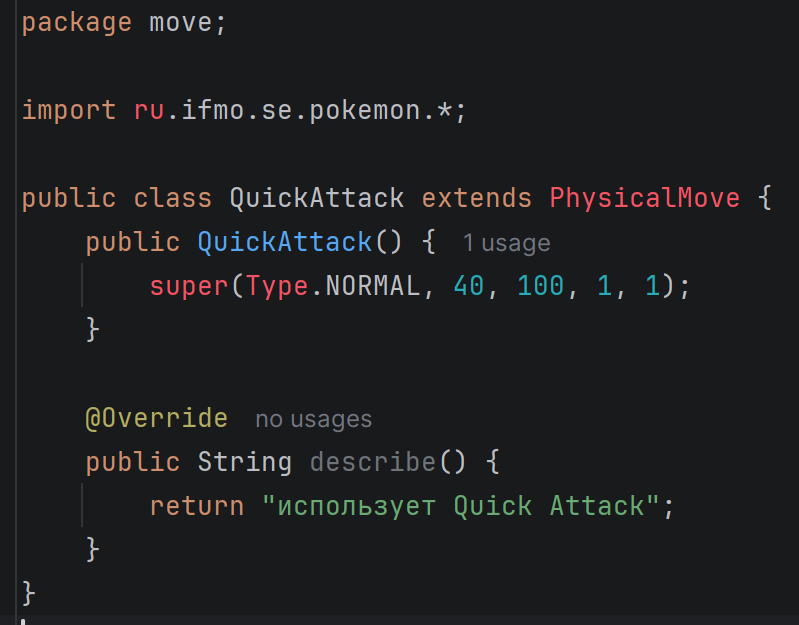 package move;
import ru.ifmo.se.pokemon.*;
public class QuickAttack extends PhysicalMove {
public QuickAttack() { 1 usage
super(Type.NORMAL, 40, 100, 1, 1);
}
@Override no usages
public String describe() {
return "использует Quick Attack";
}
}